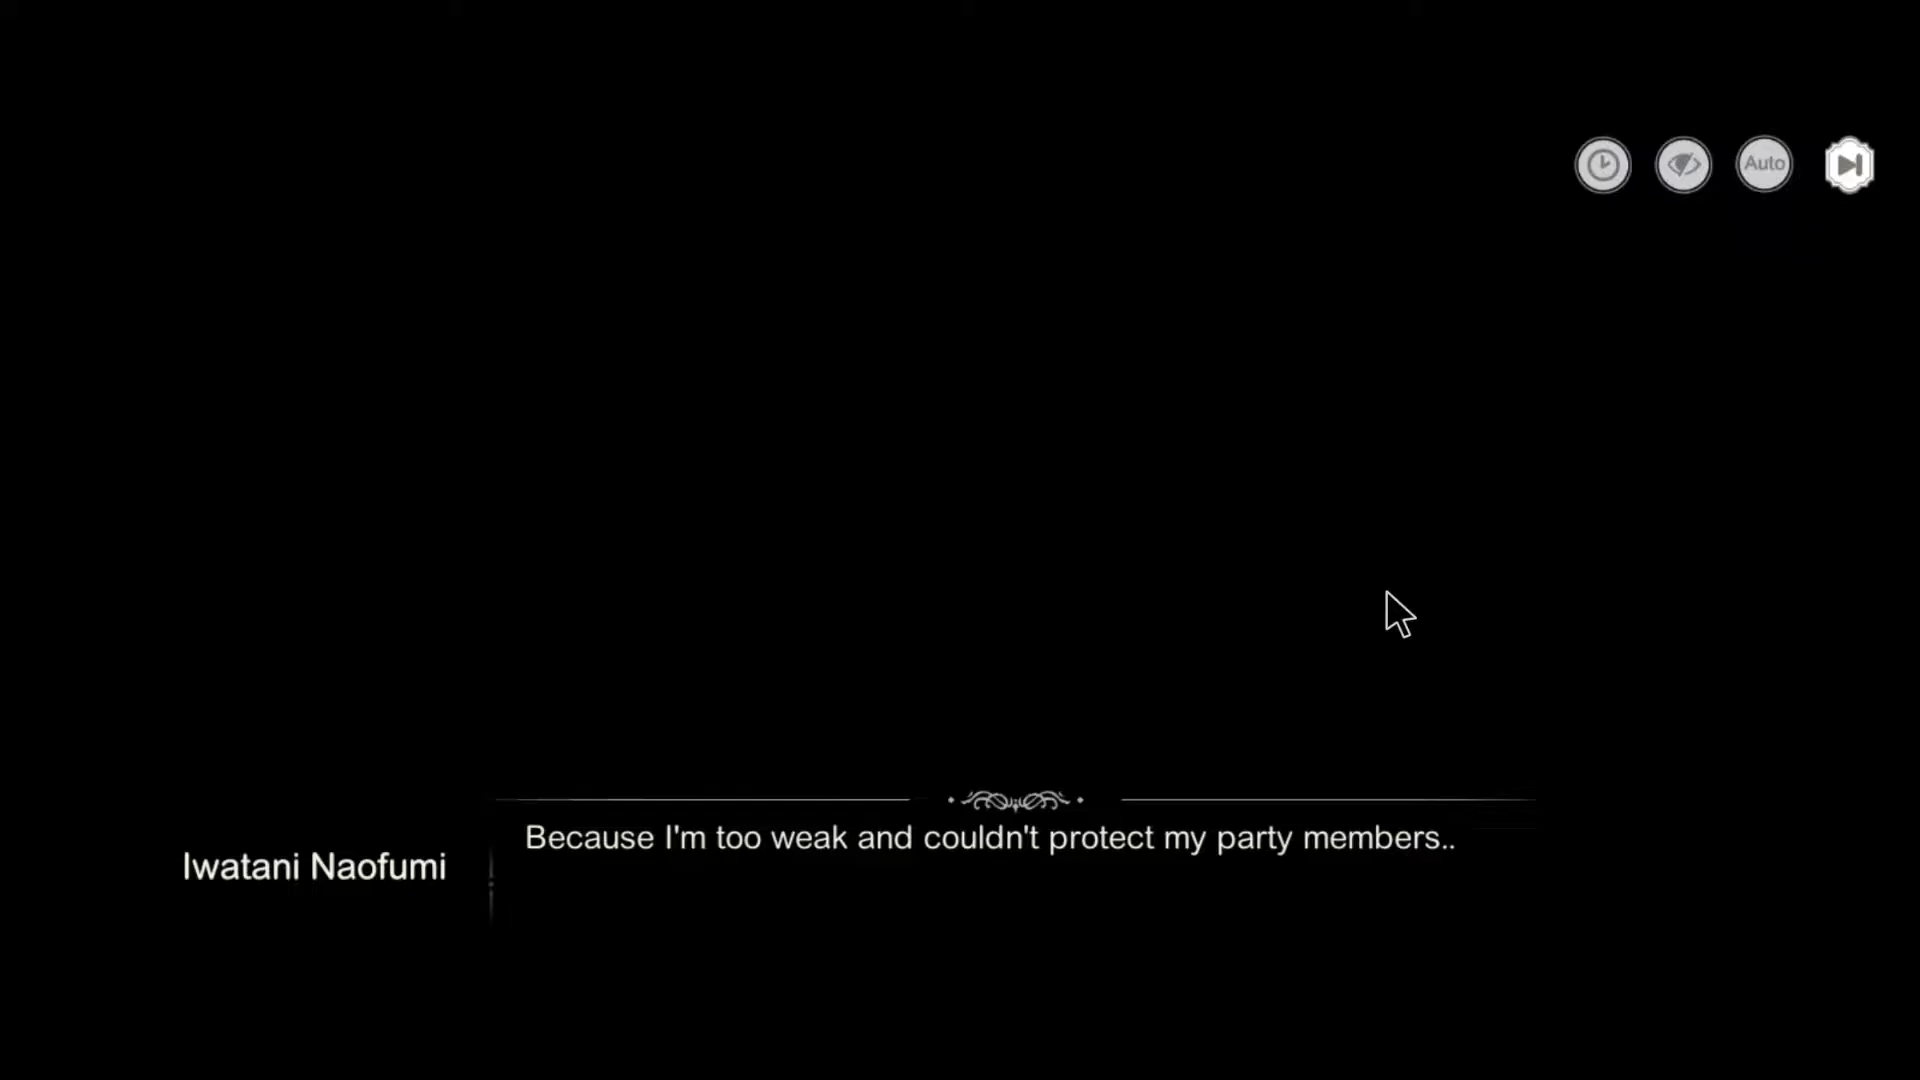 Auto
Because I'm too weak and couldn't protect my party members..
Iwatani Naofumi